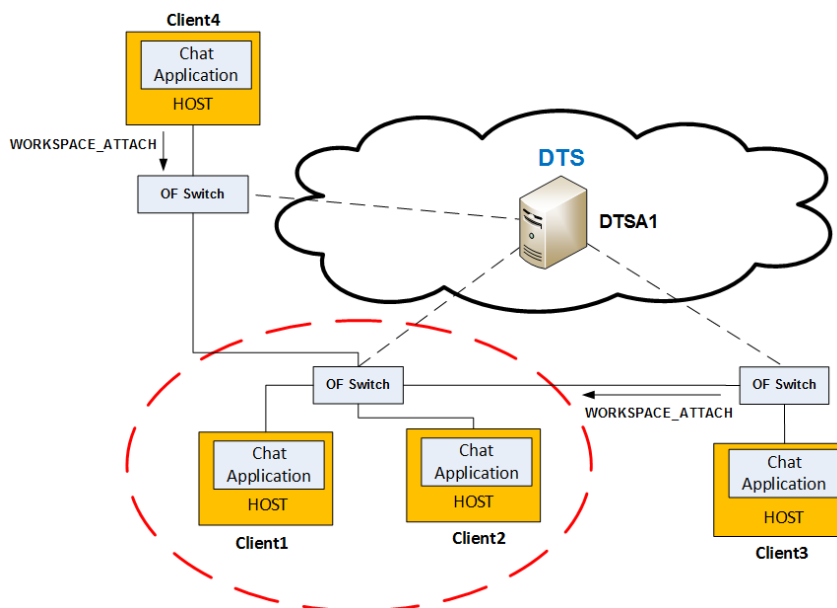 Client4
Chat
Application
HOST
WORKSPACE_ATTACH
OF Switch
DTS
DTSA1
OF Switch
OF Switch
WORKSPACE_ATTACH
Chat
Application
HOST
Client1
Chat
Application
HOST
Client2
Chat
Application
HOST
Client3